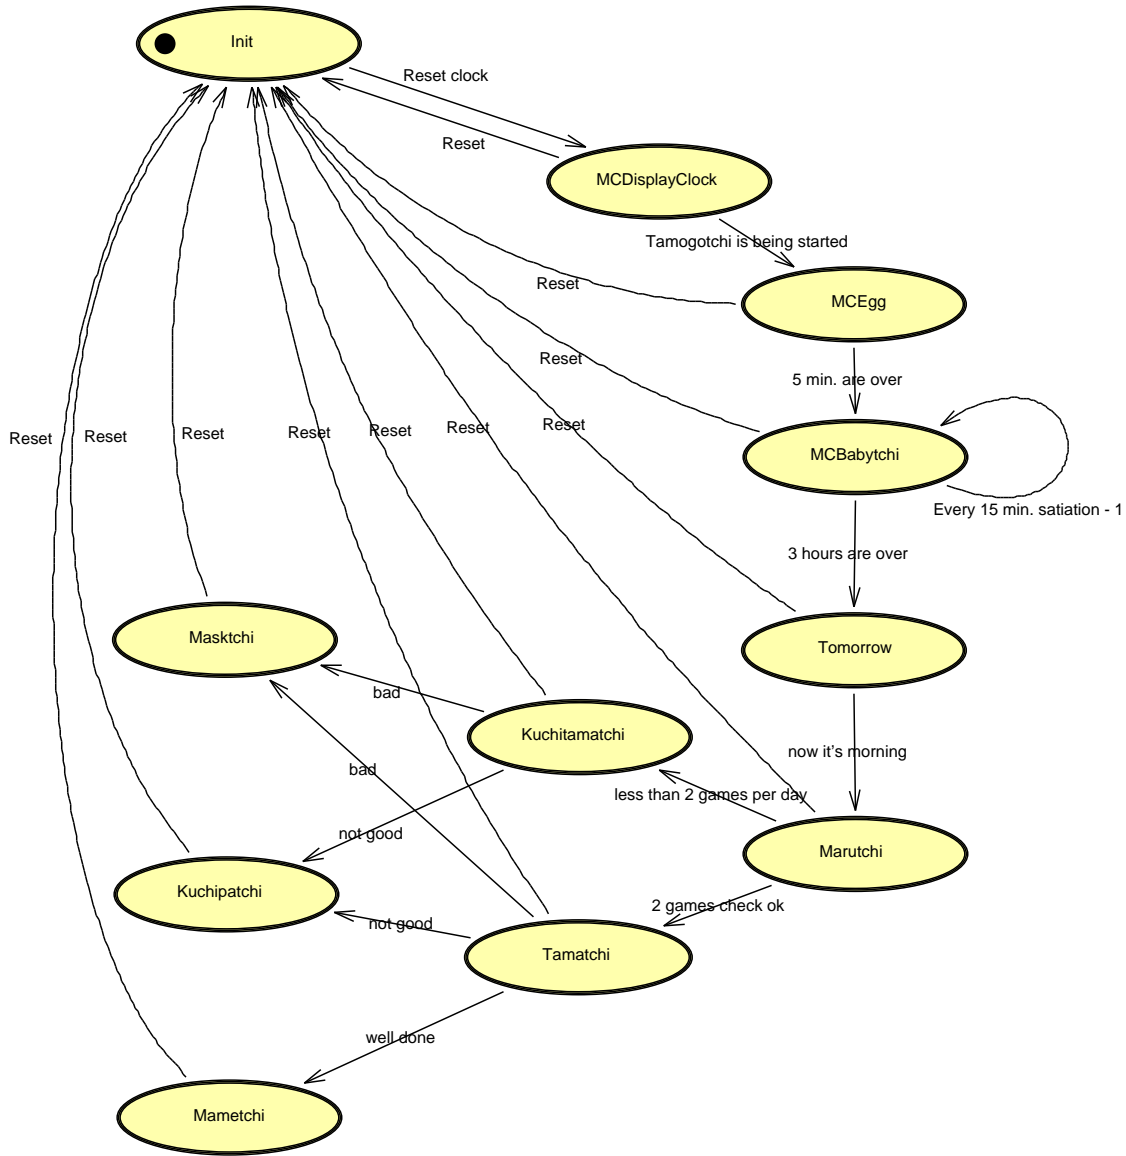 Init
Reset clock
Reset
MCDisplayClock
Tamogotchi is being started
Reset
MCEgg
Reset
5 min. are over
Reset
Reset
Reset
Reset
Reset
Reset
Reset
MCBabytchi
Every 15 min. satiation - 1
3 hours are over
Masktchi
Tomorrow
bad
Kuchitamatchi
now it's morning
bad
less than 2 games per day
not good
Marutchi
Kuchipatchi
2 games check ok
not good
Tamatchi
well done
Mametchi